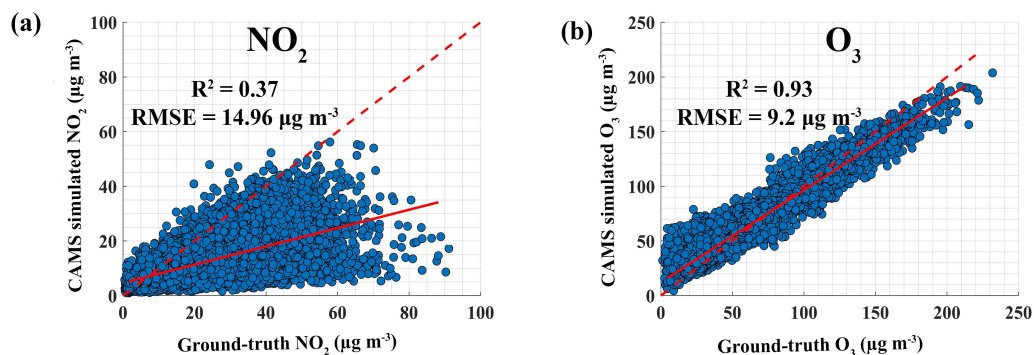 (a)
NO₂
R² = 0.37
RMSE = 14.96 µg m⁻³
CAMS simulated NO₂ (µg m⁻³)
100
80
60
40
20
0
0 20 40 60 80 100
Ground-truth NO₂ (µg m⁻³)
(b)
O₃
R² = 0.93
RMSE = 9.2 µg m⁻³
CAMS simulated O₃ (µg m⁻³)
250
200
150
100
50
0
0 50 100 150 200 250
Ground-truth O₃ (µg m⁻³)